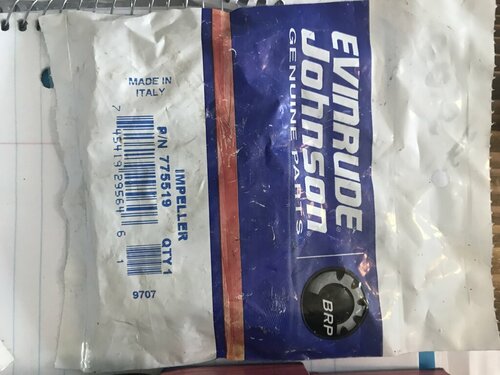 EVINRUDE
Johnson
GENUINE PARTS
BRP
IMPELLER QTY 1
P/N 775519
7 45419 29564 6 1
MADE IN
ITALY
9707